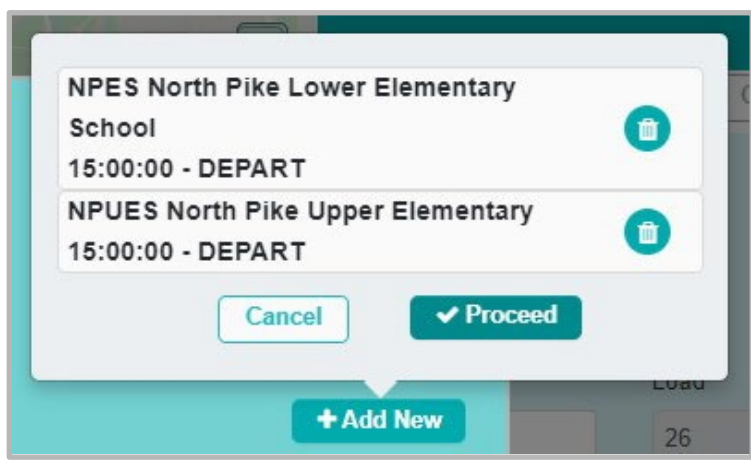 NPES North Pike Lower Elementary
School
15:00:00 - DEPART
NPUES North Pike Upper Elementary
15:00:00 - DEPART
Cancel
Proceed
Add New
Load
26